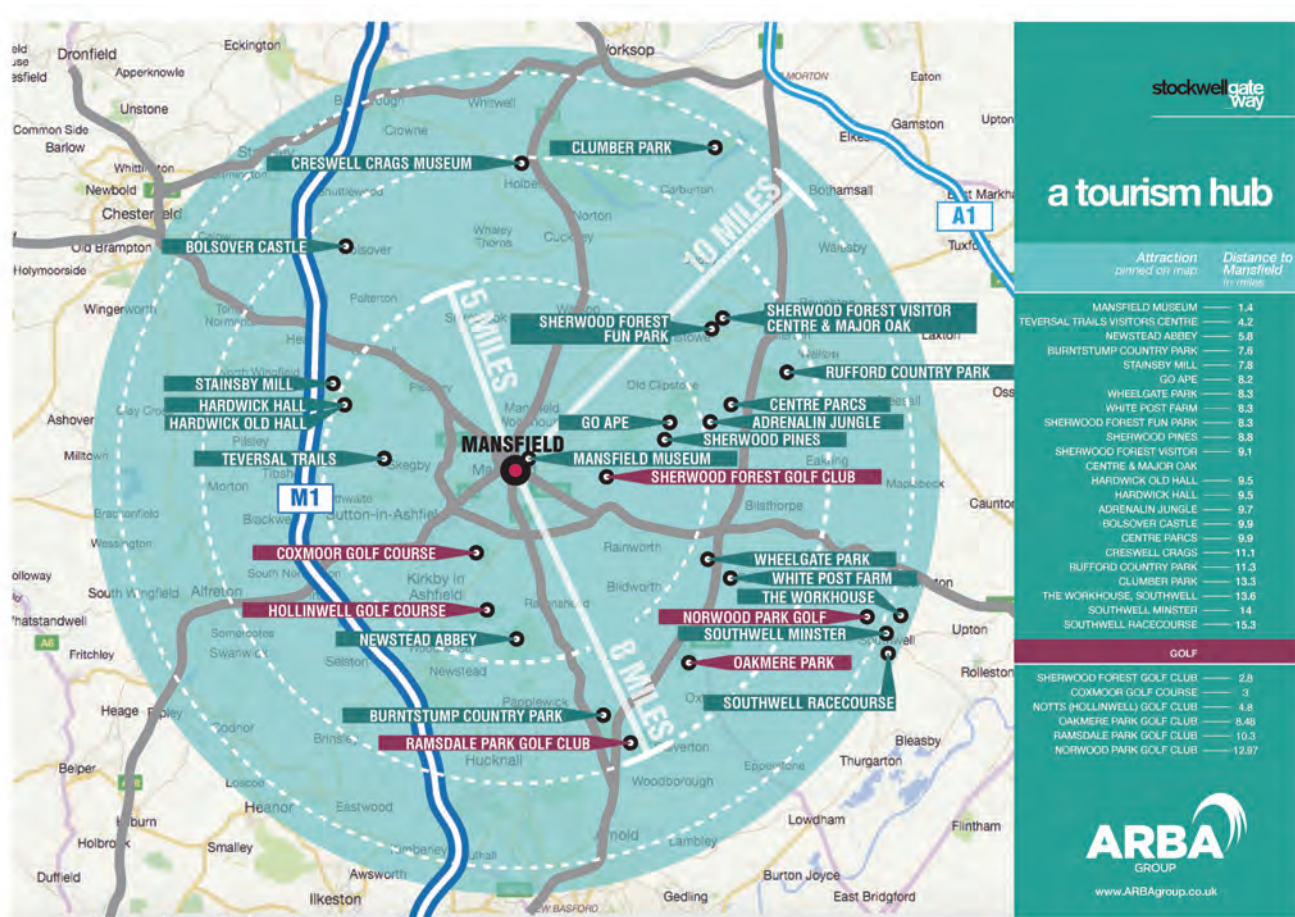 Eckington
Dronfield
Apperknowle
Unstone
Common Side
Barlow
Whittington
Newbold
Chesterfield
Old Brampton
Holymoorside
Wingerworth
Ashover
Milltown
South Wingfield
Fritchley
Heage
Belper
Duffield
Smalley
Heanor
Ilkeston
Awsworth
Whitwell
Clowne
Shuttlewood
Norton
Cuckney
Whaley
Thorns
Carburton
Bothamsall
Walesby
Palterton
Old Clipstone
Eaton
Gamston
Laxton
Eakring
Maplebeck
Bilsthorpe
Rainworth
Blidworth
Kirkby in
Ashfield
Sutton-in-Ashfield
Skegby
Pilsley
Morton
Blackwell
Alfreton
Somercotes
Swanwick
Selston
Newstead
Papplewick
Hucknall
Brinsley
Eastwood
Loscoe
Codnor
Woodborough
Epperstone
Lambley
Arnold
Gedling
Burton Joyce
Lowdham
Thurgarton
Bleasby
East Bridgford
Flintham
Rolleston
Upton
A6
CRESWELL CRAGS MUSEUM
CLUMBER PARK
BOLSOVER CASTLE
10 MILES
5 MILES
8 MILES
A1
M1
SHERWOOD FOREST
FUN PARK
SHERWOOD FOREST VISITOR
CENTRE & MAJOR OAK
RUFFORD COUNTRY PARK
STAINSBY MILL
HARDWICK HALL
HARDWICK OLD HALL
CENTRE PARCS
GO APE
ADRENALIN JUNGLE
SHERWOOD PINES
MANSFIELD
TEVERSAL TRAILS
MANSFIELD MUSEUM
SHERWOOD FOREST GOLF CLUB
COXMOOR GOLF COURSE
WHEELGATE PARK
WHITE POST FARM
THE WORKHOUSE
HOLLINWELL GOLF COURSE
NORWOOD PARK GOLF
NEWSTEAD ABBEY
SOUTHWELL MINSTER
OAKMERE PARK
SOUTHWELL RACECOURSE
BURNTSTUMP COUNTRY PARK
RAMSDALE PARK GOLF CLUB
stockwellgate
way
a tourism hub
Attraction Distance to
pinned on map Mansfield
in miles
MANSFIELD MUSEUM 1.4
TEVERSAL TRAILS VISITORS CENTRE 4.2
NEWSTEAD ABBEY 5.8
BURNTSTUMP COUNTRY PARK 7.6
STAINSBY MILL 7.8
GO APE 8.2
WHEELGATE PARK 8.3
WHITE POST FARM 8.3
SHERWOOD FOREST FUN PARK 8.3
SHERWOOD PINES 8.8
SHERWOOD FOREST VISITOR 9.1
CENTRE & MAJOR OAK
HARDWICK OLD HALL 9.5
HARDWICK HALL 9.5
ADRENALIN JUNGLE 9.7
BOLSOVER CASTLE 9.9
CENTRE PARCS 9.9
CRESWELL CRAGS 11.1
RUFFORD COUNTRY PARK 11.3
CLUMBER PARK 13.3
THE WORKHOUSE, SOUTHWELL 13.6
SOUTHWELL MINSTER 14
SOUTHWELL RACECOURSE 15.3
GOLF
SHERWOOD FOREST GOLF CLUB 2.8
COXMOOR GOLF COURSE 3
NOTTS (HOLLINWELL) GOLF CLUB 4.8
OAKMERE PARK GOLF CLUB 8.48
RAMSDALE PARK GOLF CLUB 10.3
NORWOOD PARK GOLF CLUB 12.97
ARBA
GROUP
www.ARBAgroup.co.uk